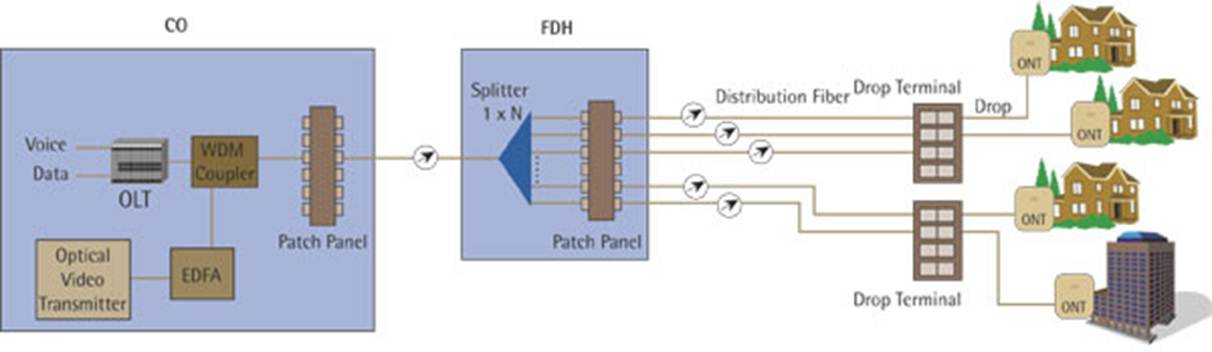 CO
FDH
Voice
Data
OLT
WDM
Coupler
Patch Panel
Optical
Video
Transmitter
EDFA
Splitter
1 x N
Patch Panel
Distribution Fiber
Drop Terminal
Drop
ONT
ONT
ONT
ONT
Drop Terminal